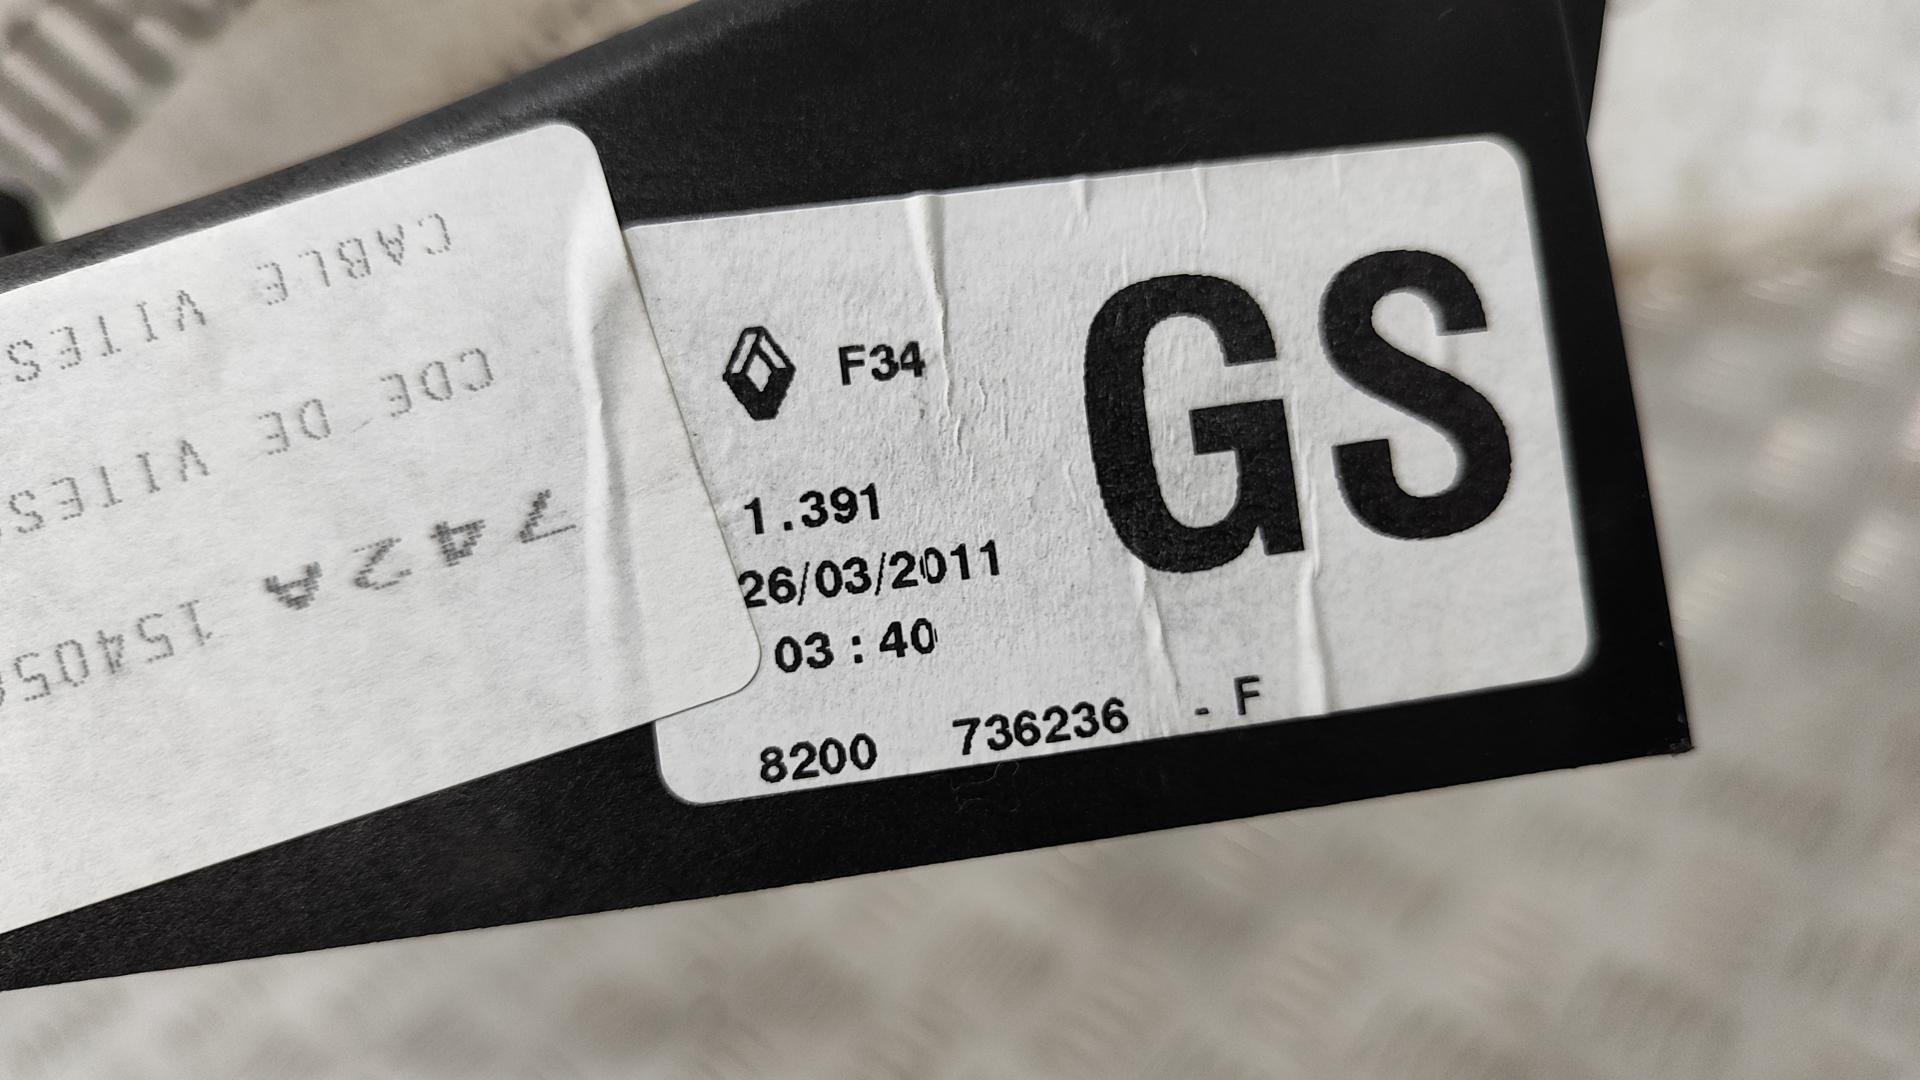 F34
GS
1.391
26/03/2011
03:40
8200 736236 - F
742A 15405
CDE DE VITES
CABLE VITES